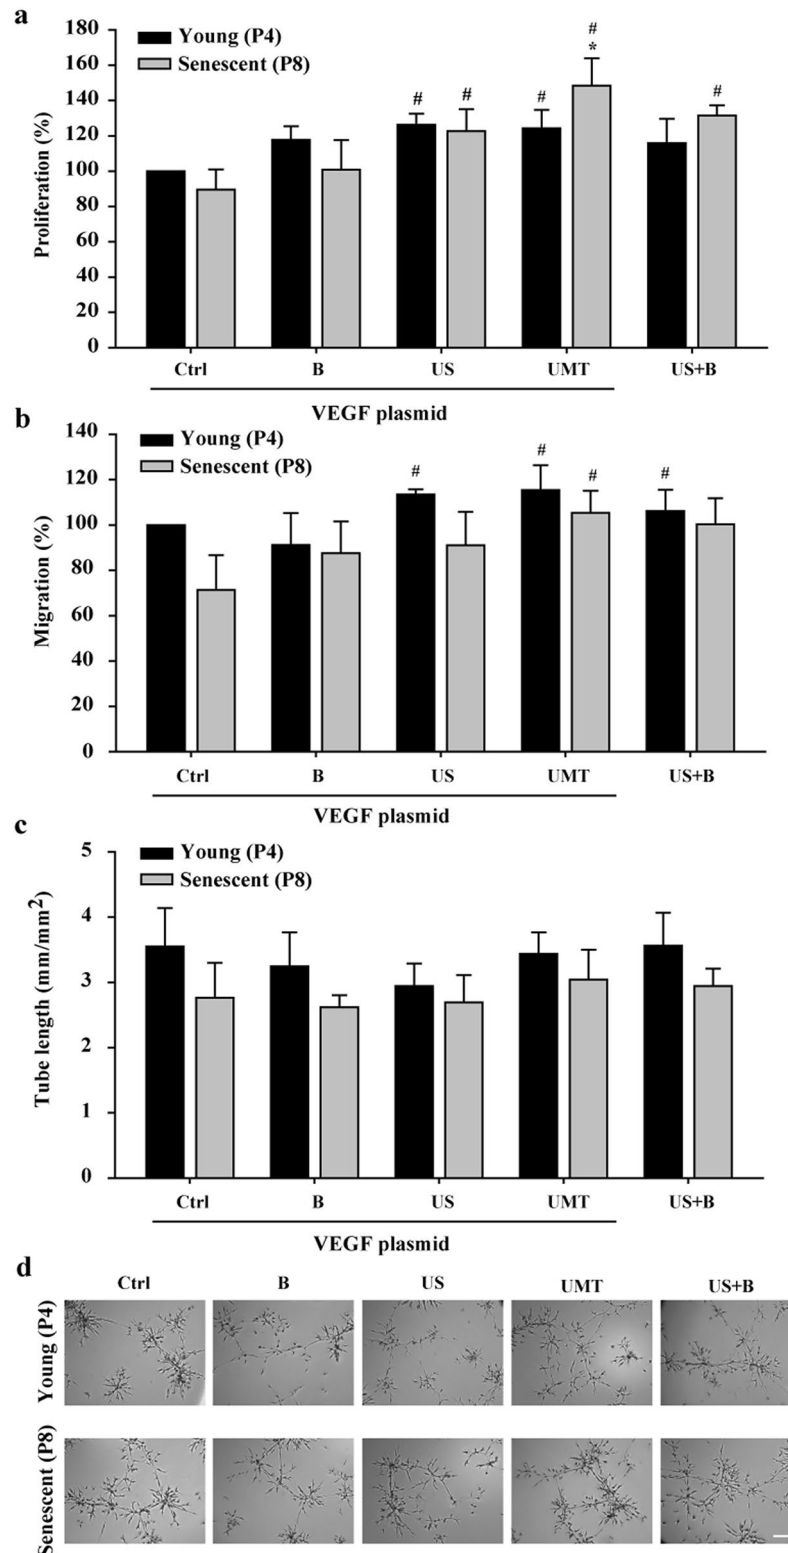 a
180
160
140
120
100
80
60
40
20
0
Proliferation (%)
Young (P4)
Senescent (P8)
# # # # * #
Ctrl B US UMT US+B
VEGF plasmid
b
140
120
100
80
60
40
20
0
Migration (%)
Young (P4)
Senescent (P8)
# # # #
Ctrl B US UMT US+B
VEGF plasmid
c
5
4
3
2
1
0
Tube length (mm/mm²)
Young (P4)
Senescent (P8)
Ctrl B US UMT US+B
VEGF plasmid
d
Ctrl B US UMT US+B
Young (P4)
Senescent (P8)